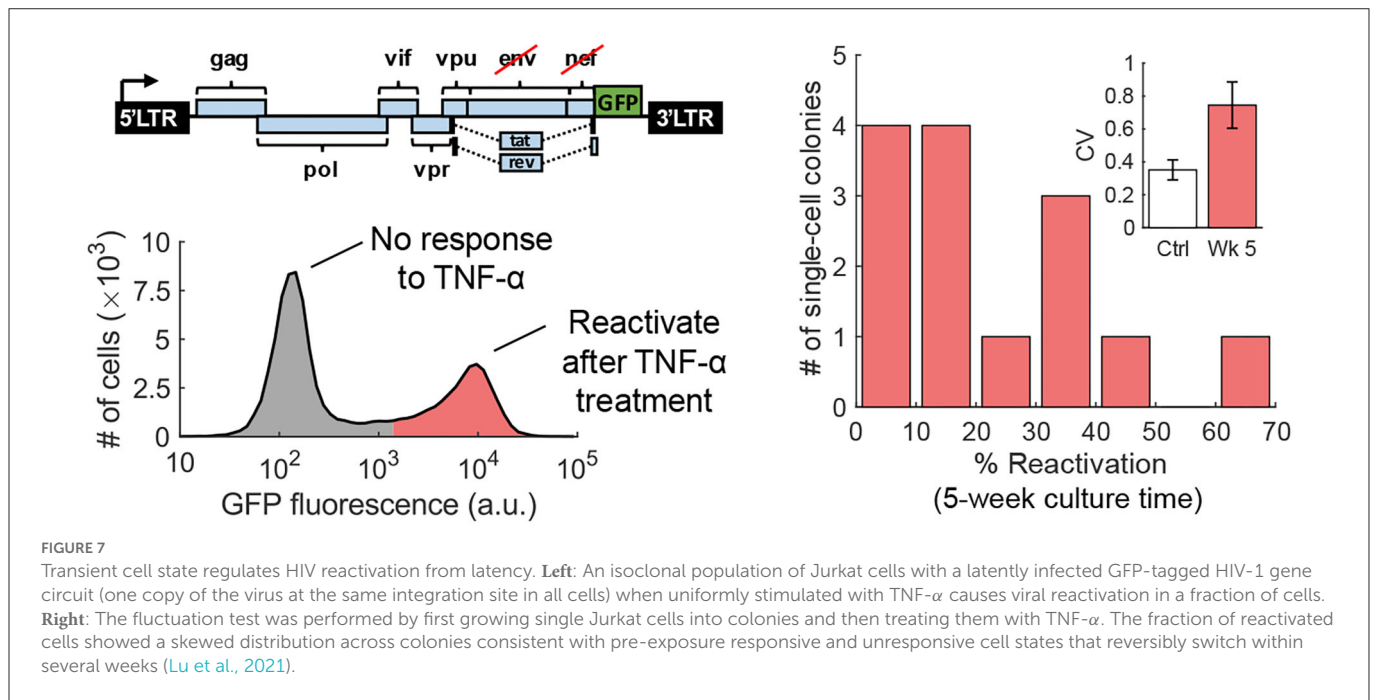 gag
vif
vpu
env
nef
GFP
5'LTR
3'LTR
tat
rev
pol
vpr
# of cells (×10³)
10
7.5
5
2.5
0
No response
to TNF-α
Reactivate
after TNF-α
treatment
10
10²
10³
10⁴
10⁵
GFP fluorescence (a.u.)
# of single-cell colonies
5
4
3
2
1
0
0
10
20
30
40
50
60
70
% Reactivation
(5-week culture time)
CV
1
0.8
0.6
0.4
0.2
0
Ctrl
Wk 5
FIGURE 7
Transient cell state regulates HIV reactivation from latency. Left: An isoclonal population of Jurkat cells with a latently infected GFP-tagged HIV-1 gene
circuit (one copy of the virus at the same integration site in all cells) when uniformly stimulated with TNF-α causes viral reactivation in a fraction of cells.
Right: The fluctuation test was performed by first growing single Jurkat cells into colonies and then treating them with TNF-α. The fraction of reactivated
cells showed a skewed distribution across colonies consistent with pre-exposure responsive and unresponsive cell states that reversibly switch within
several weeks (Lu et al., 2021).